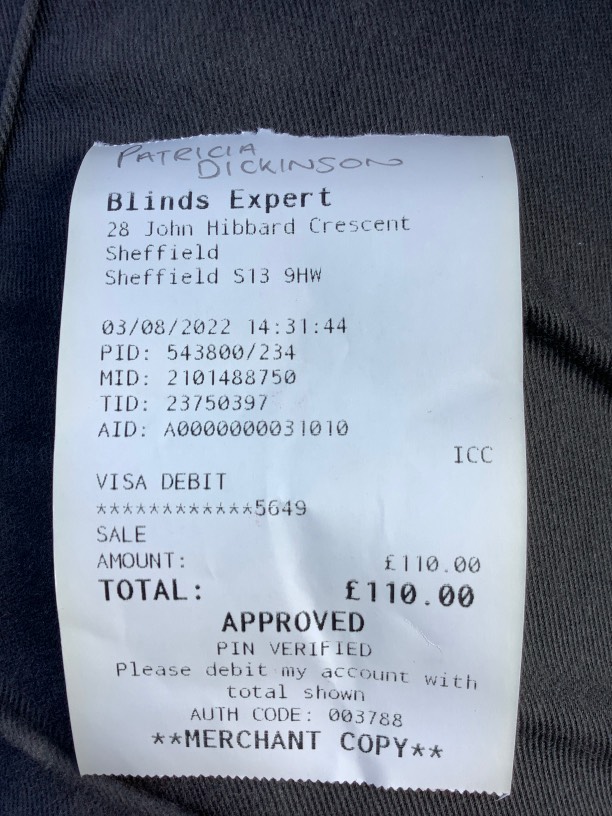 PATRICIA
DICKINSON
Blinds Expert
28 John Hibbard Crescent
Sheffield
Sheffield S13 9HW
03/08/2022 14:31:44
PID: 543800/234
MID: 2101488750
TID: 23750397
AID: A0000000031010
ICC
VISA DEBIT
************5649
SALE
AMOUNT: £110.00
TOTAL: £110.00
APPROVED
PIN VERIFIED
Please debit my account with
total shown
AUTH CODE: 003788
**MERCHANT COPY**